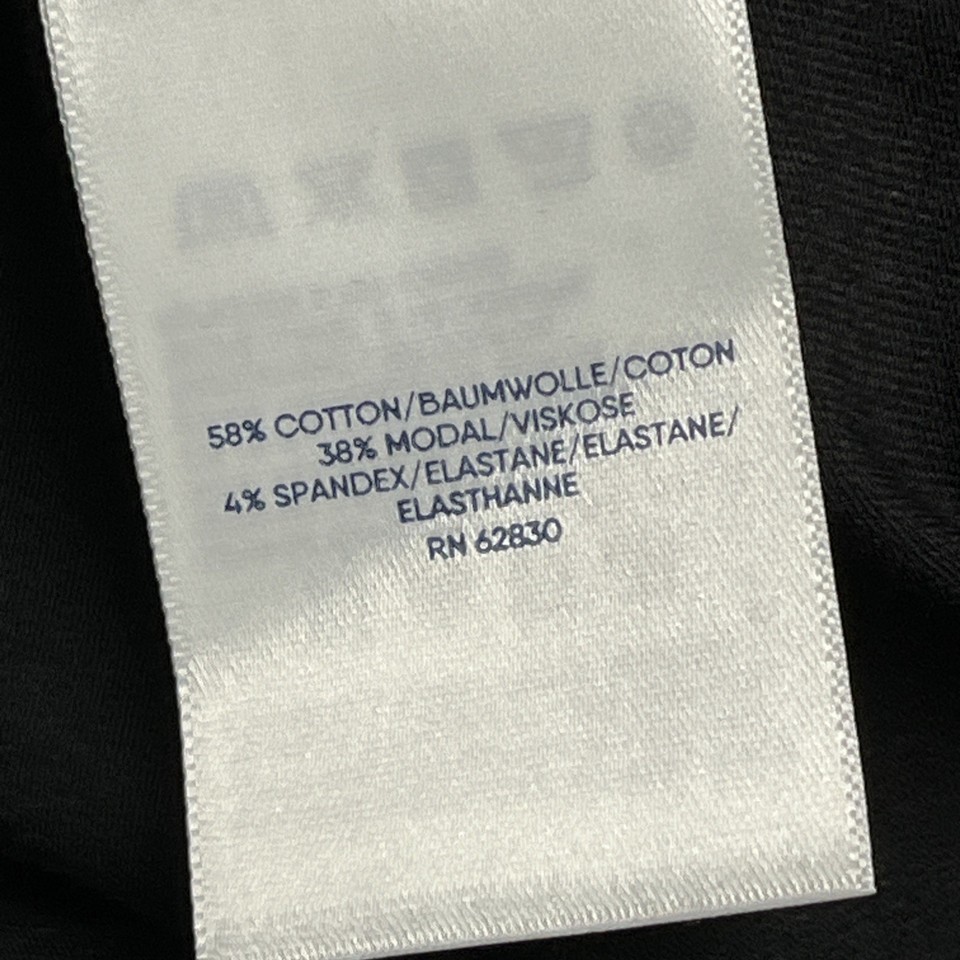 58% COTTON/BAUMWOLLE/COTON
38% MODAL/VISKOSE
4% SPANDEX/ELASTANE/ELASTANE/
ELASTHANNE
RN 62830